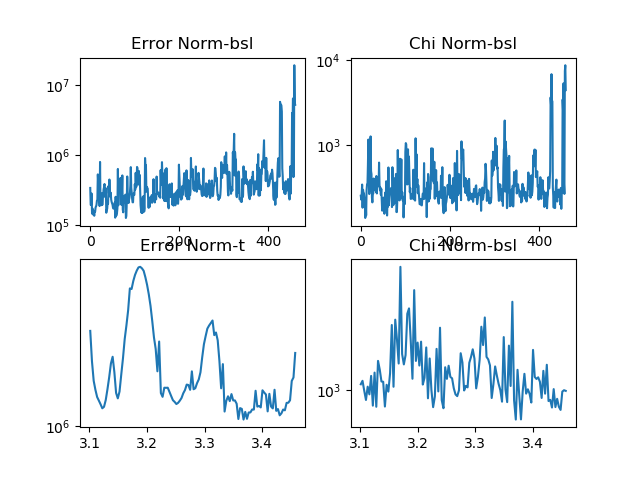 Error Norm-bsl
Chi Norm-bsl
10^7
10^6
10^5
0 200 400
10^4
10^3
0 200 400
Error Norm-t
Chi Norm-bsl
10^6
3.1 3.2 3.3 3.4
10^3
3.1 3.2 3.3 3.4